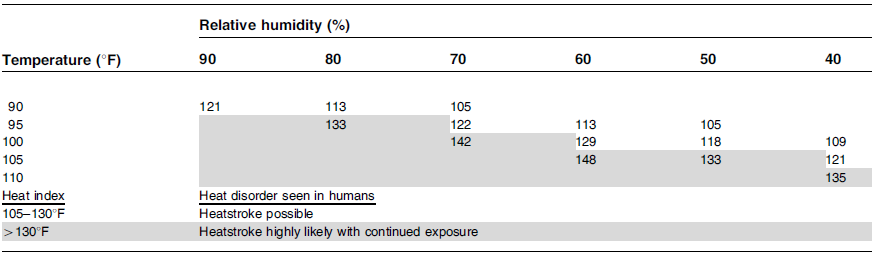 Relative humidity (%)
Temperature (°F) 90 80 70 60 50 40
90 121 113 105
95 133 122 113 105
100 142 129 118 109
105 148 133 121
110 135
Heat index Heat disorder seen in humans
105–130°F Heatstroke possible
>130°F Heatstroke highly likely with continued exposure